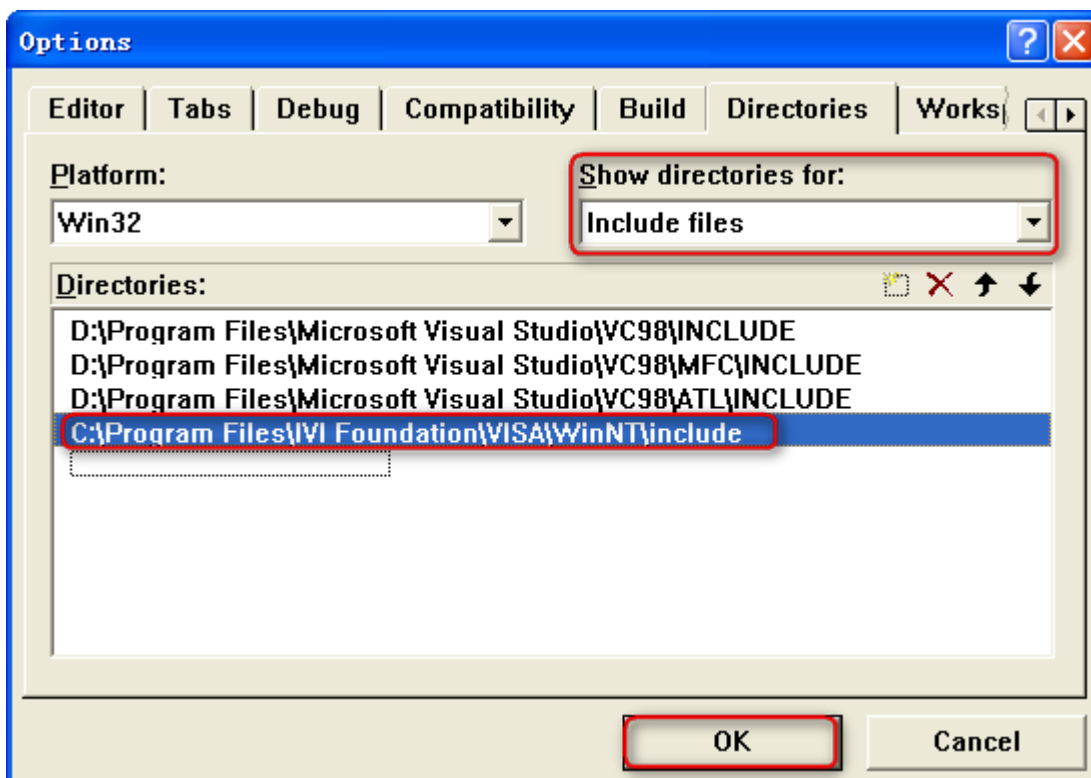 Options
Editor Tabs Debug Compatibility Build Directories
Platform: Show directories for:
Win32 Include files
Directories:
D:\Program Files\Microsoft Visual Studio\VC98\INCLUDE
D:\Program Files\Microsoft Visual Studio\VC98\MFC\INCLUDE
D:\Program Files\Microsoft Visual Studio\VC98\ATL\INCLUDE
C:\Program Files\IVI Foundation\VISA\WinNT\include
OK Cancel